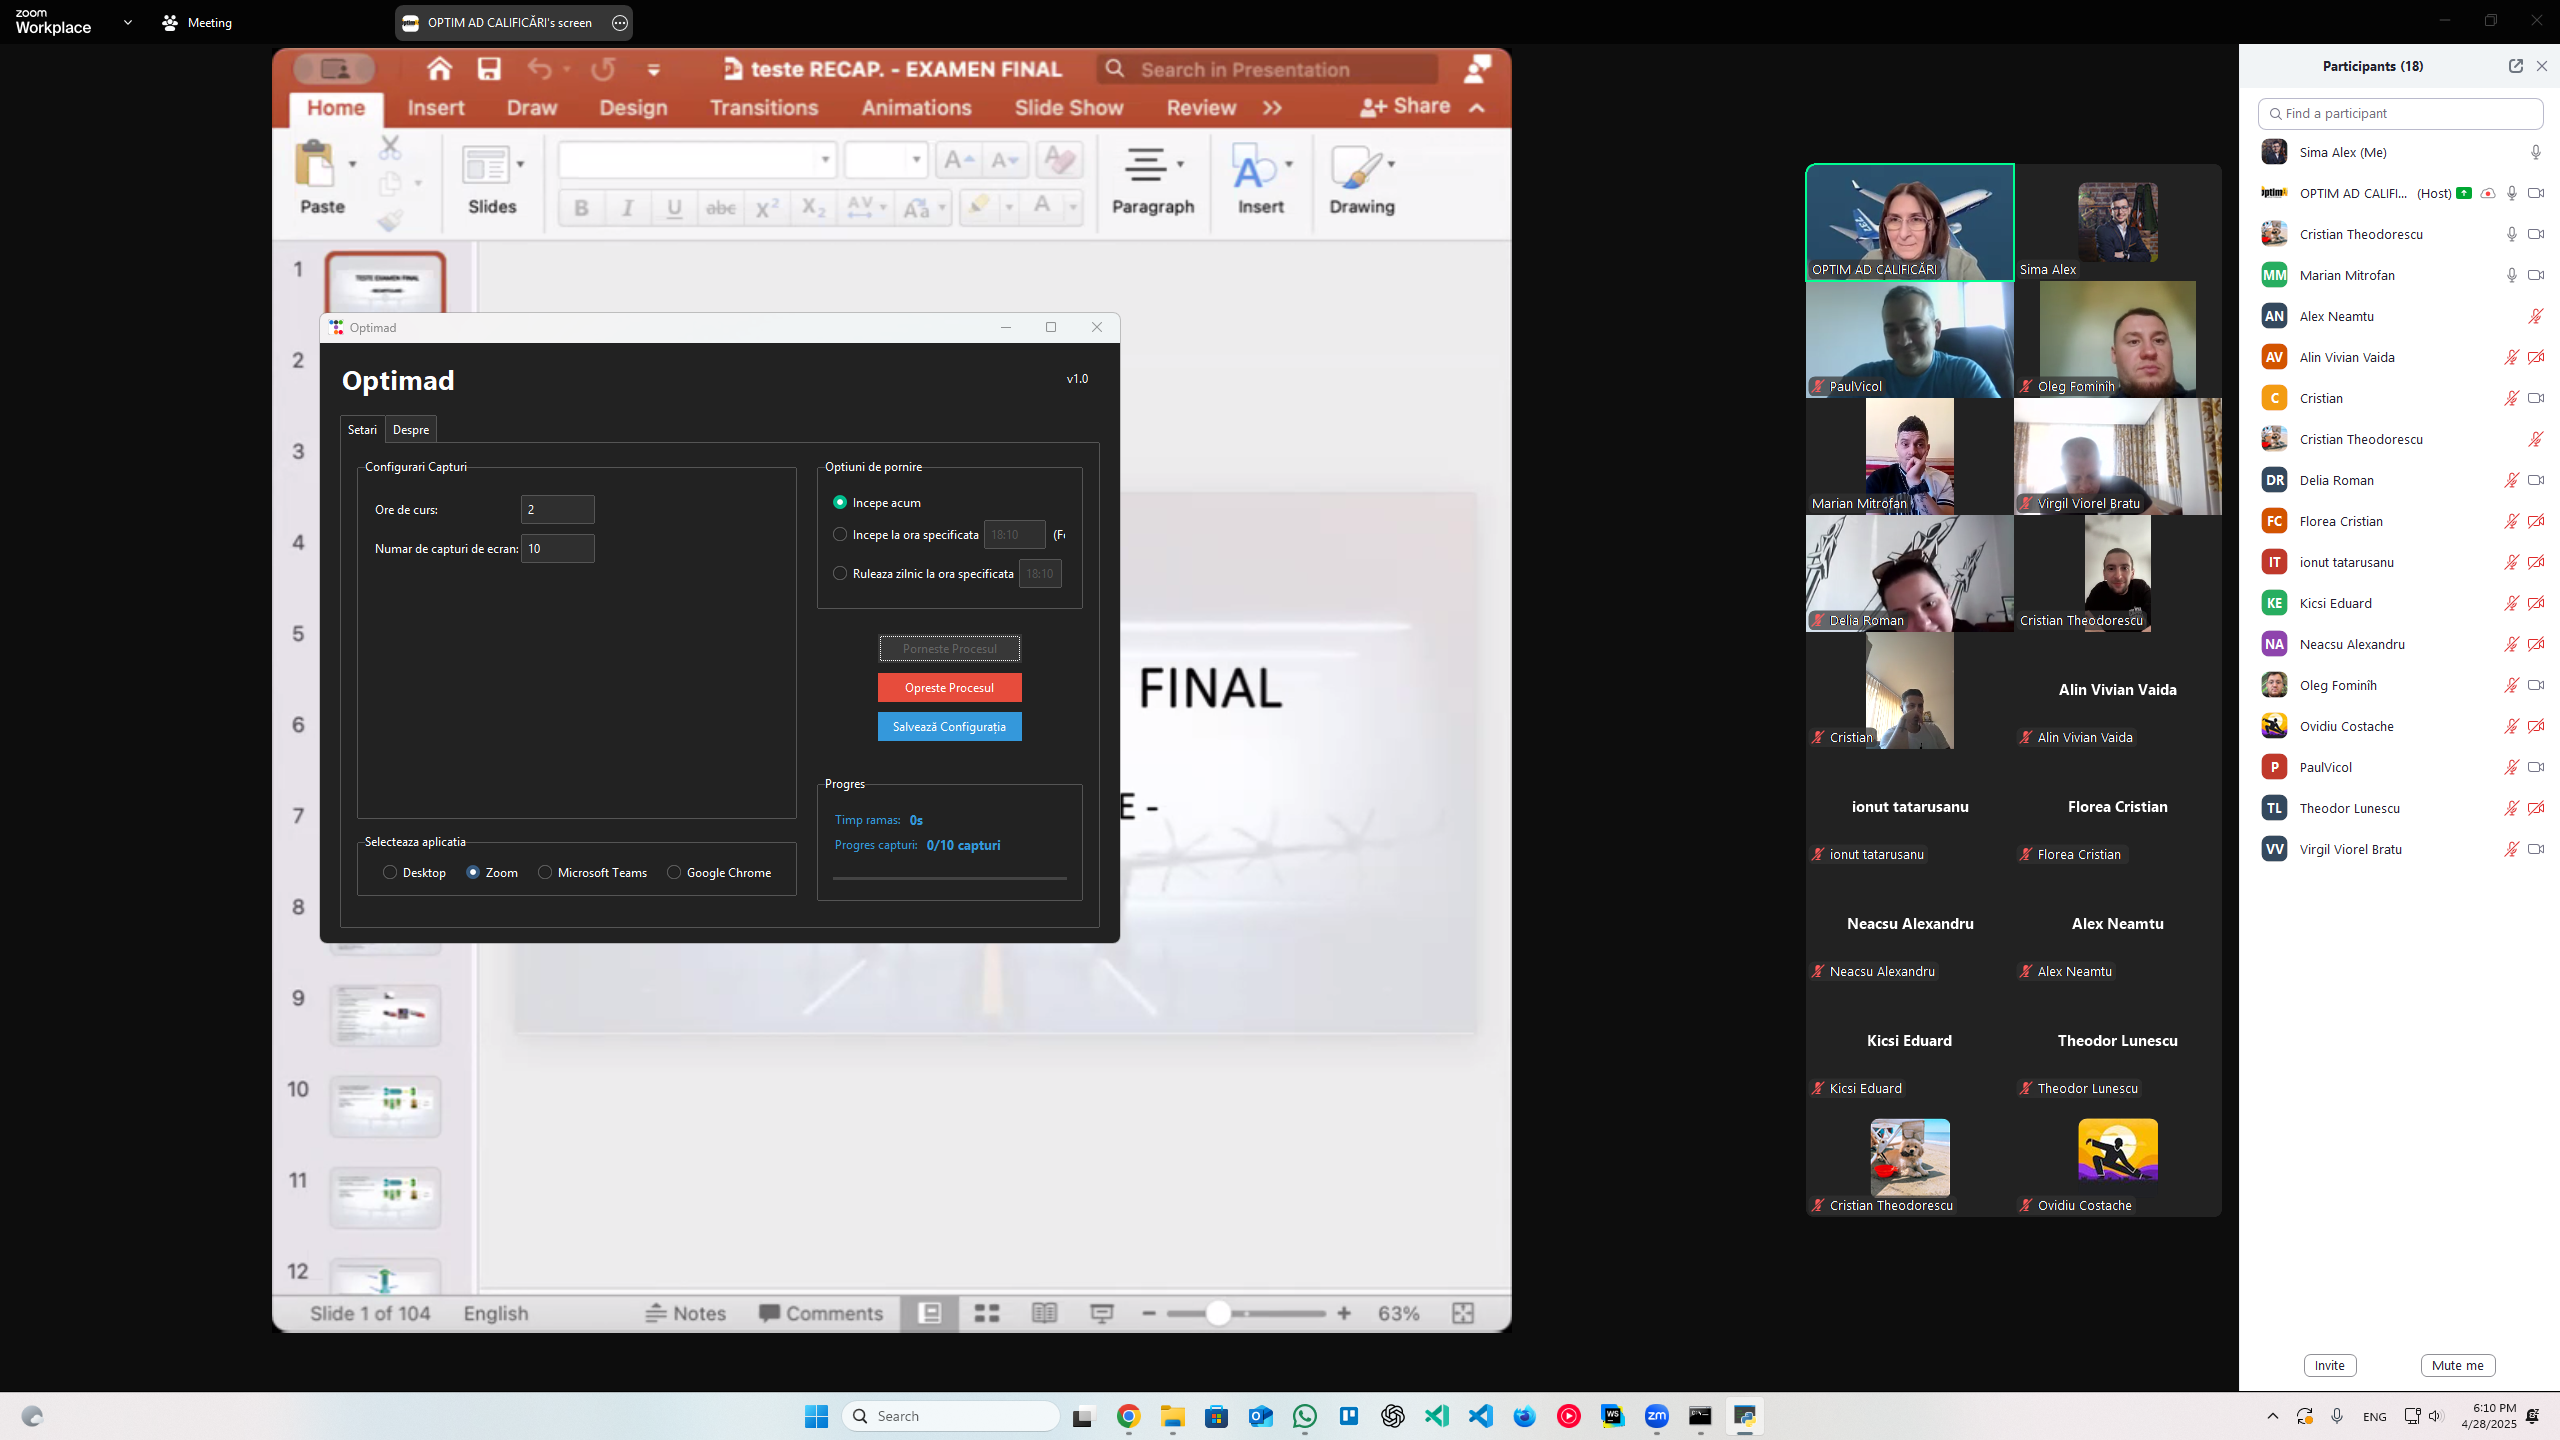 zoom
Workplace
Meeting
OPTIM AD CALIFICĂRI's screen
teste RECAP. - EXAMEN FINAL
Search in Presentation
Home
Insert
Draw
Design
Transitions
Animations
Slide Show
Review
Share
Paste
Slides
Paragraph
Insert
Drawing
1
TESTE EXAMEN FINAL
2
3
4
5
6
7
8
9
10
11
12
FINAL
E -
Slide 1 of 104
English
Notes
Comments
63%
Optimad
Optimad
v1.0
Setari
Despre
Configurari Capturi
Ore de curs:
2
Numar de capturi de ecran:
10
Optiuni de pornire
Incepe acum
Incepe la ora specificata
18:10
Ruleaza zilnic la ora specificata
18:10
Porneste Procesul
Opreste Procesul
Salvează Configurația
Progres
Timp ramas: 0s
Progres capturi: 0/10 capturi
Selecteaza aplicatia
Desktop
Zoom
Microsoft Teams
Google Chrome
OPTIM AD CALIFICĂRI
Sima Alex
PaulVicol
Oleg Fominîh
Marian Mitrofan
Virgil Viorel Bratu
Delia Roman
Cristian Theodorescu
Cristian
Alin Vivian Vaida
Alin Vivian Vaida
ionut tatarusanu
ionut tatarusanu
Florea Cristian
Florea Cristian
Neacsu Alexandru
Neacsu Alexandru
Alex Neamtu
Alex Neamtu
Kicsi Eduard
Kicsi Eduard
Theodor Lunescu
Theodor Lunescu
Cristian Theodorescu
Ovidiu Costache
Participants (18)
Find a participant
Sima Alex (Me)
OPTIM AD CALIFI... (Host)
Cristian Theodorescu
MM Marian Mitrofan
AN Alex Neamtu
AV Alin Vivian Vaida
C Cristian
Cristian Theodorescu
DR Delia Roman
FC Florea Cristian
IT ionut tatarusanu
KE Kicsi Eduard
NA Neacsu Alexandru
Oleg Fominîh
Ovidiu Costache
P PaulVicol
TL Theodor Lunescu
VV Virgil Viorel Bratu
Invite
Mute me
Search
ENG
6:10 PM
4/28/2025